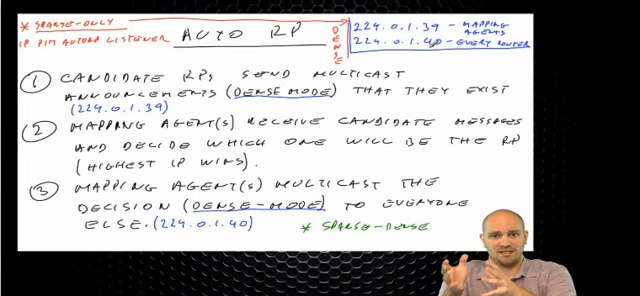 * SPARSE-ONLY
IP PIM AUTORP LISTENER
AUTO RP
DENSE
224.0.1.39 - MAPPING AGENTS
224.0.1.40 - EVERY ROUTER
① CANDIDATE RPs SEND MULTICAST
ANNOUNCEMENTS (DENSE MODE) THAT THEY EXIST
(224.0.1.39)
② MAPPING AGENT(S) RECEIVE CANDIDATE MESSAGES
AND DECIDE WHICH ONE WILL BE THE RP
(HIGHEST IP WINS).
③ MAPPING AGENT(S) MULTICAST THE
DECISION (DENSE-MODE) TO EVERYONE
ELSE. (224.0.1.40)
* SPARSE-DENSE